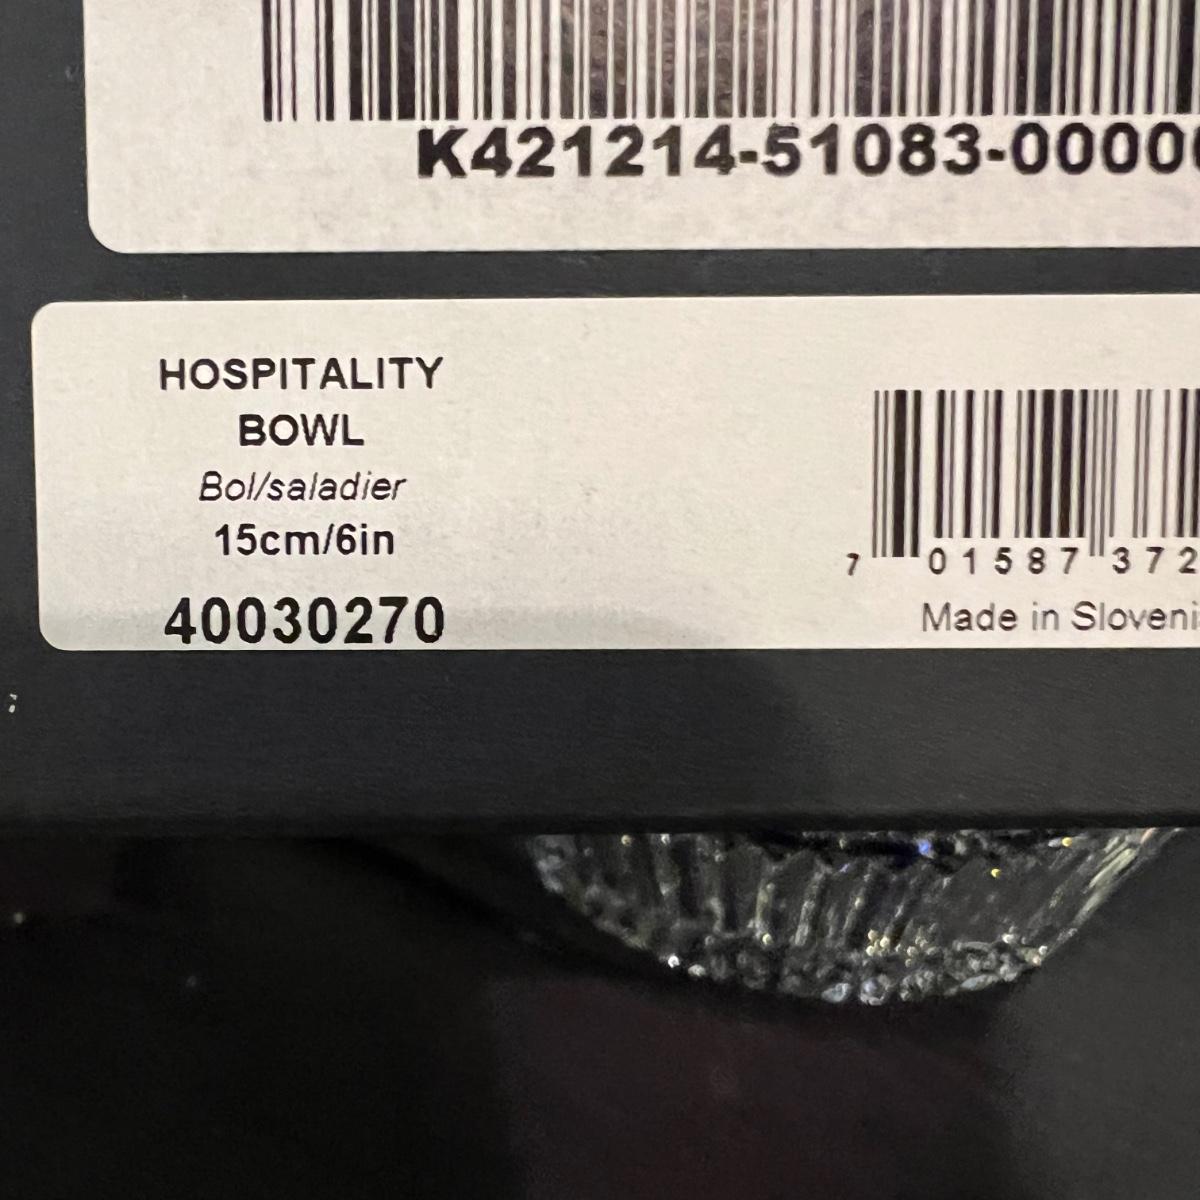 K421214-51083-0000
HOSPITALITY
BOWL
Bol/saladier
15cm/6in
40030270
7 01587 372
Made in Sloveni